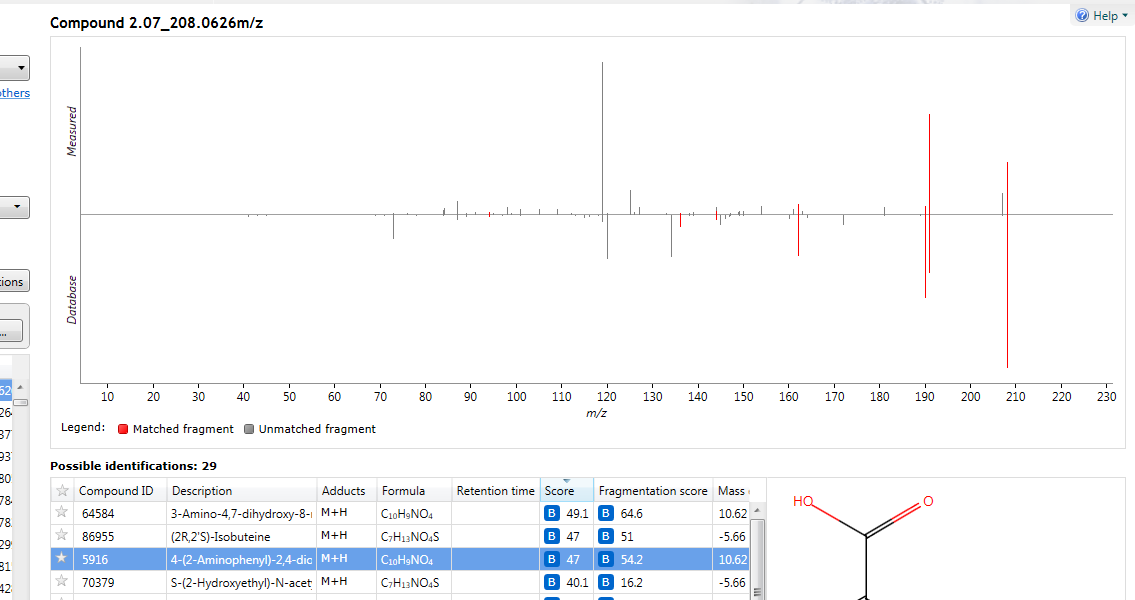 Compound 2.07_208.0626m/z
Help
others
Measured
Database
ions
...
10 20 30 40 50 60 70 80 90 100 110 120 130 140 150 160 170 180 190 200 210 220 230
m/z
Legend: Matched fragment Unmatched fragment
Possible identifications: 29
Compound ID Description Adducts Formula Retention time Score Fragmentation score Mass
64584 3-Amino-4,7-dihydroxy-8- M+H C₁₀H₉NO₄ B 49.1 B 64.6 10.62
86955 (2R,2'S)-Isobuteine M+H C₇H₁₃NO₄S B 47 B 51 -5.66
5916 4-(2-Aminophenyl)-2,4-dio M+H C₁₀H₉NO₄ B 47 B 54.2 10.62
70379 S-(2-Hydroxyethyl)-N-acet M+H C₇H₁₃NO₄S B 40.1 B 16.2 -5.66
HO O